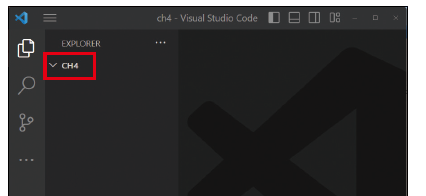 ch4 - Visual Studio Code
EXPLORER
CH4